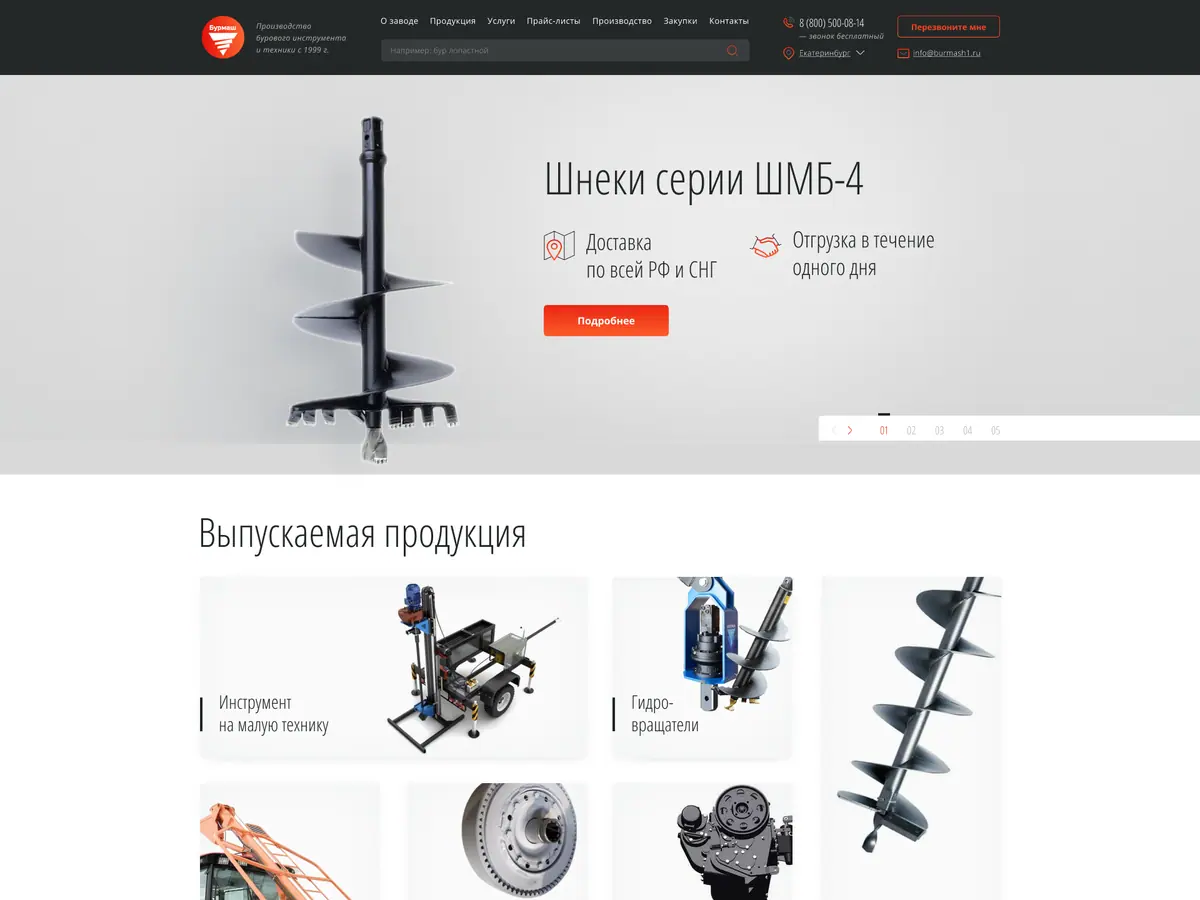 Бурмаш
Производство
бурового инструмента
и техники с 1999 г.
О заводе Продукция Услуги Прайс-листы Производство Закупки Контакты
Например: бур лопастной
8 (800) 500-08-14
— звонок бесплатный
Екатеринбург
Перезвоните мне
info@burmash1.ru
Шнеки серии ШМБ-4
Доставка
по всей РФ и СНГ
Отгрузка в течение
одного дня
Подробнее
01 02 03 04 05
Выпускаемая продукция
Инструмент
на малую технику
Гидро-
вращатели